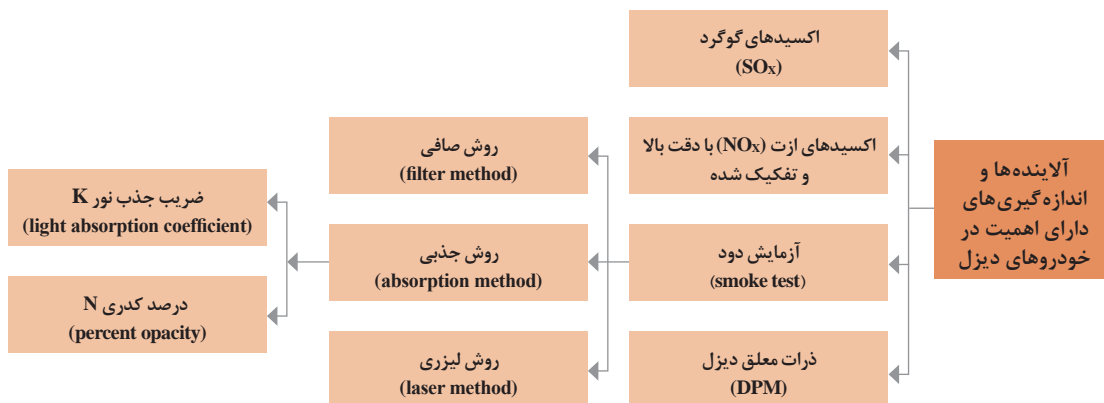 آلاینده‌ها و
اندازه‌گیری‌های
دارای اهمیت در
خودروهای دیزل
اکسیدهای گوگرد
(SOx)
اکسیدهای ازت (NOx) با دقت بالا
و تفکیک شده
آزمایش دود
(smoke test)
ذرات معلق دیزل
(DPM)
روش صافی
(filter method)
روش جذبی
(absorption method)
روش لیزری
(laser method)
ضریب جذب نور K
(light absorption coefficient)
درصد کدری N
(percent opacity)